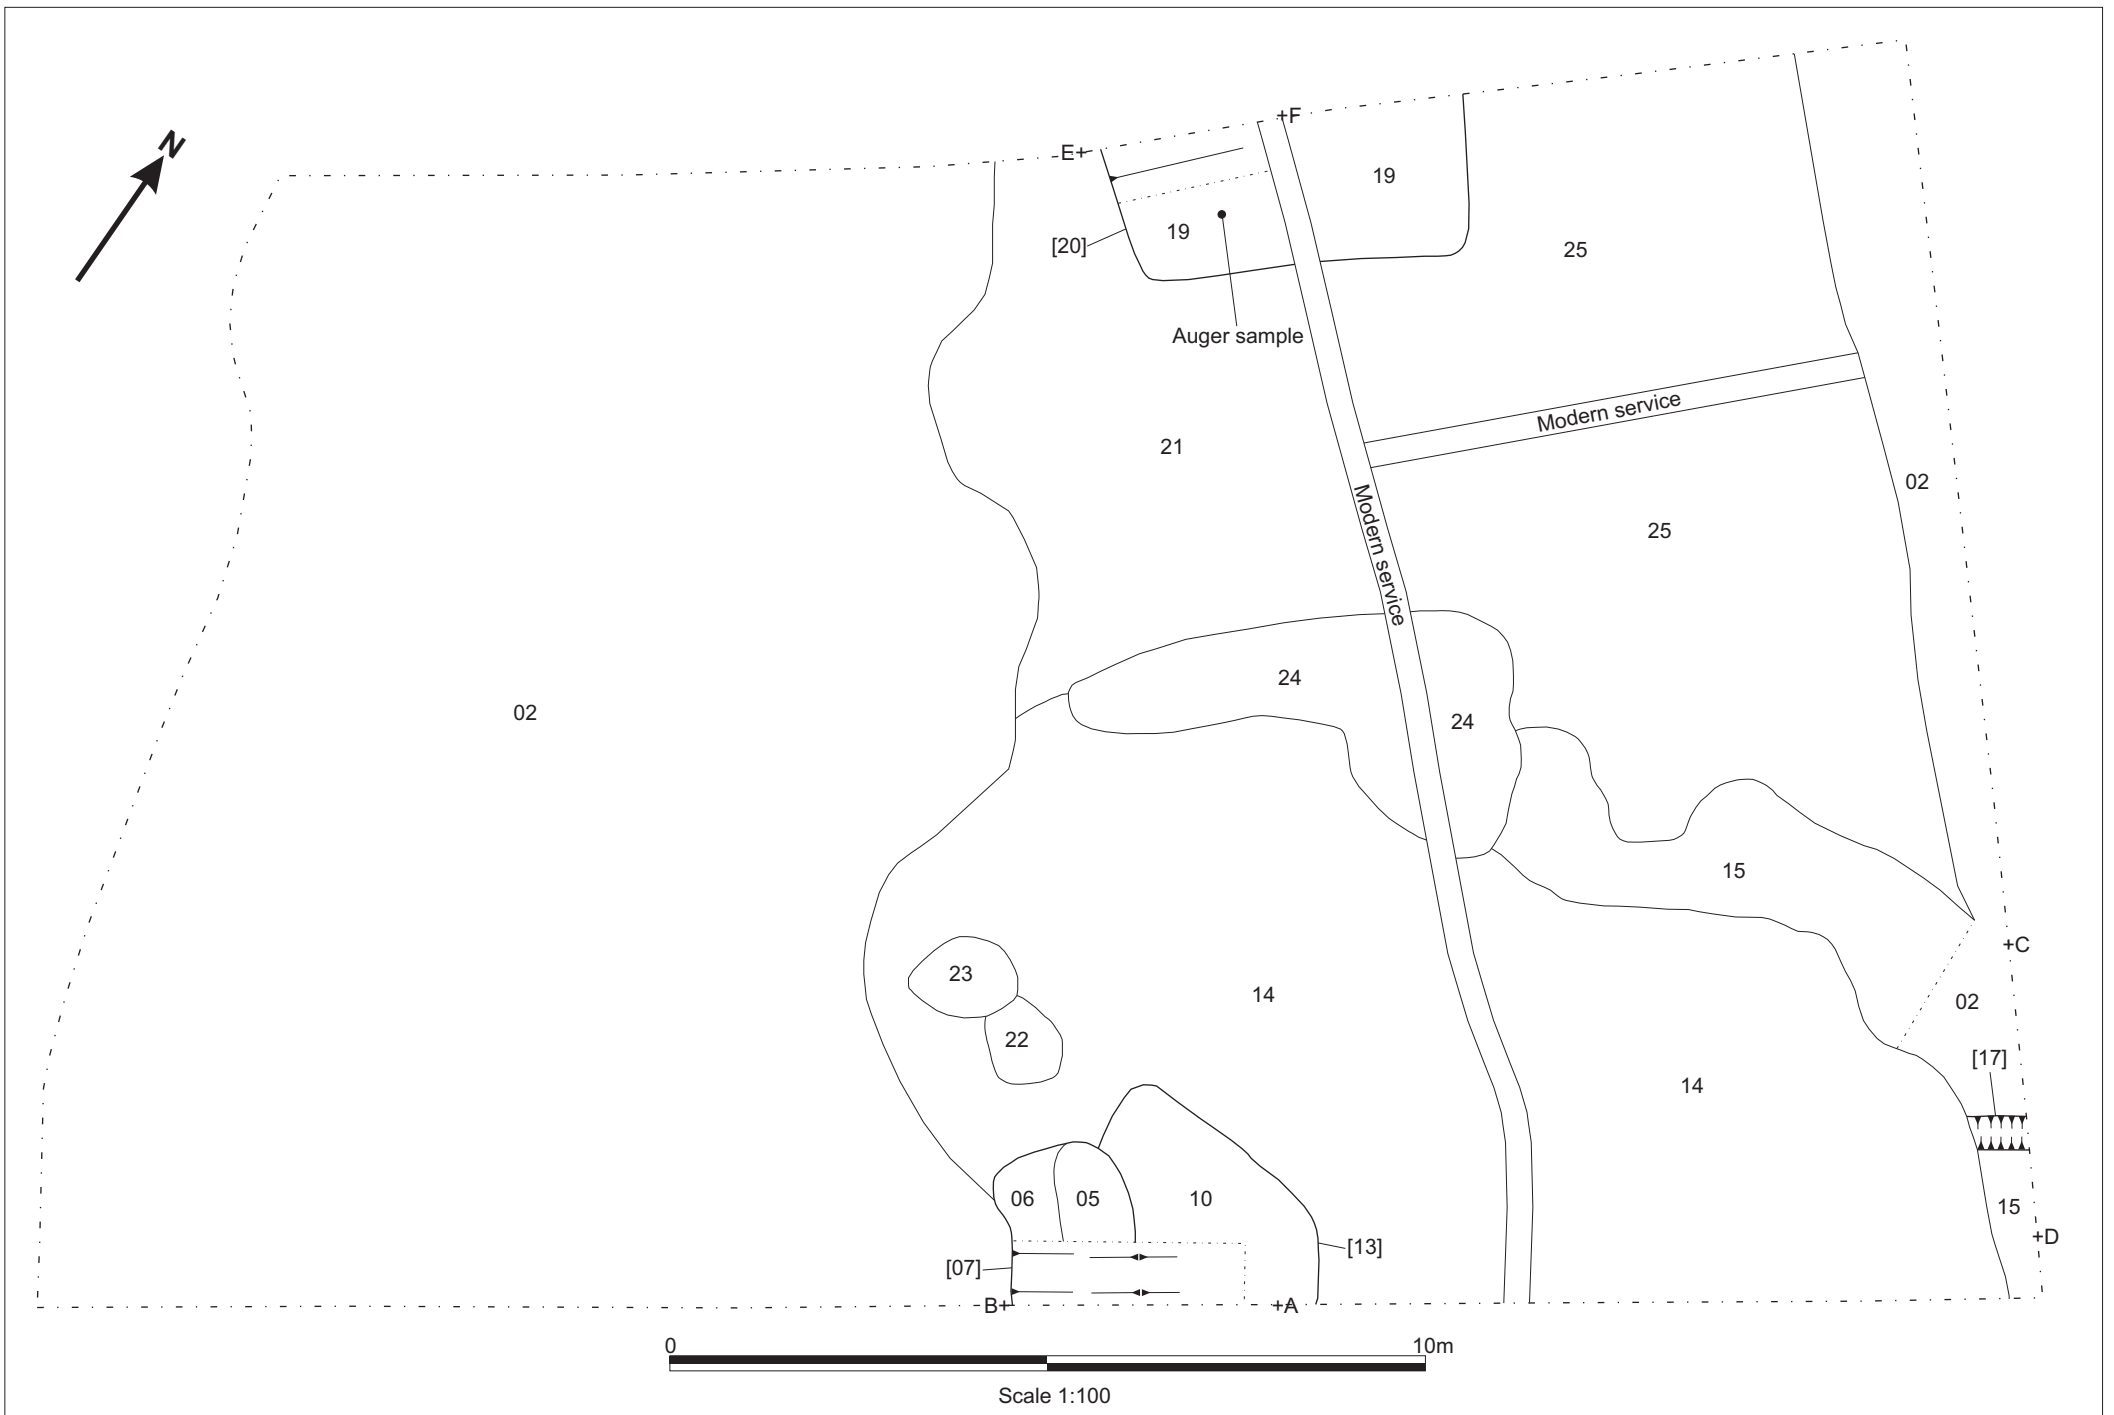 N
+F
E+
19
19
[20]
25
Auger sample
Modern service
21
02
25
Modern service
24
02
24
15
+C
23
14
02
22
[17]
14
06
05
10
15
+D
[13]
[07]
B+
+A
0
10m
Scale 1:100